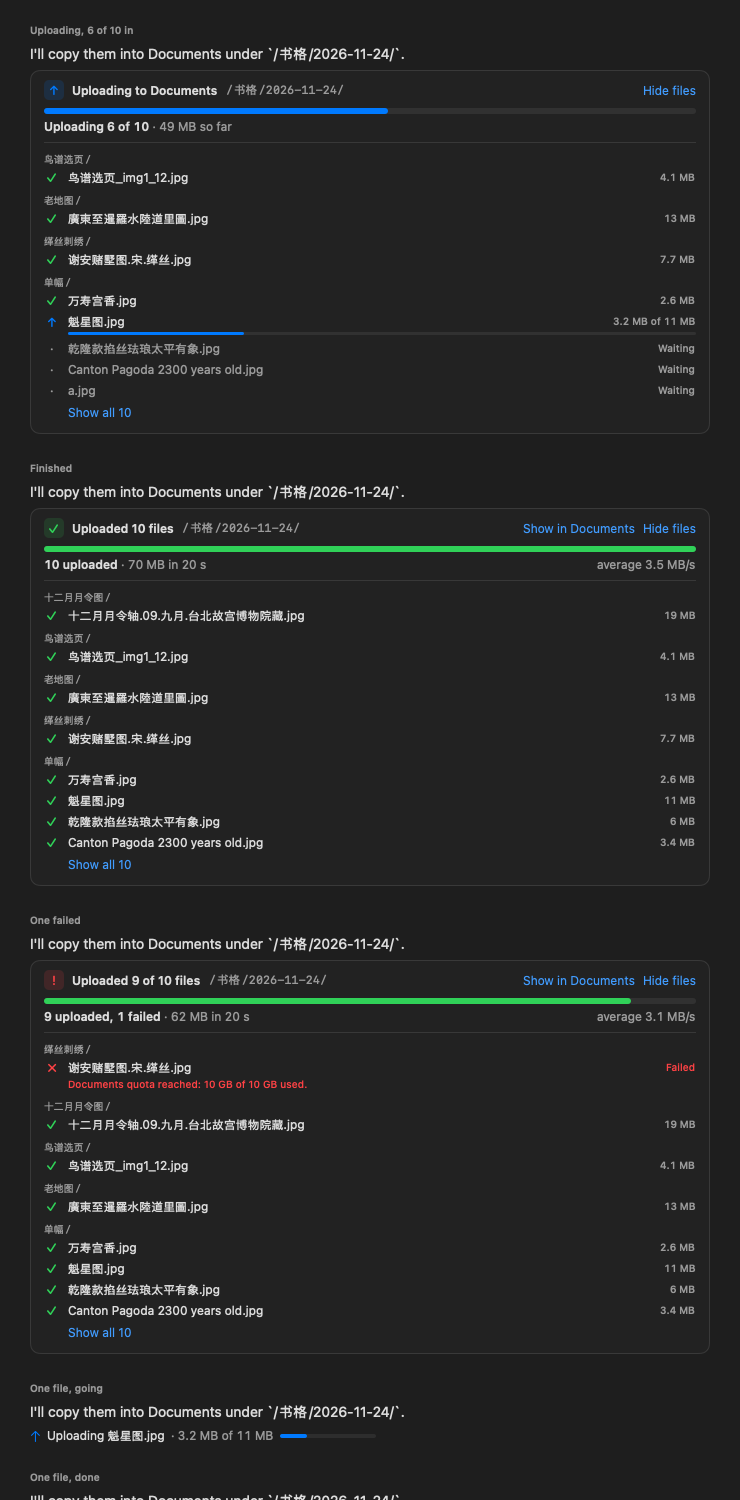 Uploading, 6 of 10 in
I'll copy them into Documents under `/书格/2026-11-24/`.
Uploading to Documents /书格/2026-11-24/ Hide files
Uploading 6 of 10 · 49 MB so far
鸟谱选页 /
鸟谱选页_img1_12.jpg 4.1 MB
老地图 /
廣東至暹羅水陸道里圖.jpg 13 MB
缂丝刺绣 /
谢安赌墅图.宋.缂丝.jpg 7.7 MB
单幅 /
万寿宫香.jpg 2.6 MB
魁星图.jpg 3.2 MB of 11 MB
乾隆款掐丝珐琅太平有象.jpg Waiting
Canton Pagoda 2300 years old.jpg Waiting
a.jpg Waiting
Show all 10
Finished
I'll copy them into Documents under `/书格/2026-11-24/`.
Uploaded 10 files /书格/2026-11-24/ Show in Documents Hide files
10 uploaded · 70 MB in 20 s average 3.5 MB/s
十二月月令图 /
十二月月令轴.09.九月.台北故宫博物院藏.jpg 19 MB
鸟谱选页 /
鸟谱选页_img1_12.jpg 4.1 MB
老地图 /
廣東至暹羅水陸道里圖.jpg 13 MB
缂丝刺绣 /
谢安赌墅图.宋.缂丝.jpg 7.7 MB
单幅 /
万寿宫香.jpg 2.6 MB
魁星图.jpg 11 MB
乾隆款掐丝珐琅太平有象.jpg 6 MB
Canton Pagoda 2300 years old.jpg 3.4 MB
Show all 10
One failed
I'll copy them into Documents under `/书格/2026-11-24/`.
Uploaded 9 of 10 files /书格/2026-11-24/ Show in Documents Hide files
9 uploaded, 1 failed · 62 MB in 20 s average 3.1 MB/s
缂丝刺绣 /
谢安赌墅图.宋.缂丝.jpg Failed
Documents quota reached: 10 GB of 10 GB used.
十二月月令图 /
十二月月令轴.09.九月.台北故宫博物院藏.jpg 19 MB
鸟谱选页 /
鸟谱选页_img1_12.jpg 4.1 MB
老地图 /
廣東至暹羅水陸道里圖.jpg 13 MB
单幅 /
万寿宫香.jpg 2.6 MB
魁星图.jpg 11 MB
乾隆款掐丝珐琅太平有象.jpg 6 MB
Canton Pagoda 2300 years old.jpg 3.4 MB
Show all 10
One file, going
I'll copy them into Documents under `/书格/2026-11-24/`.
Uploading 魁星图.jpg · 3.2 MB of 11 MB
One file, done